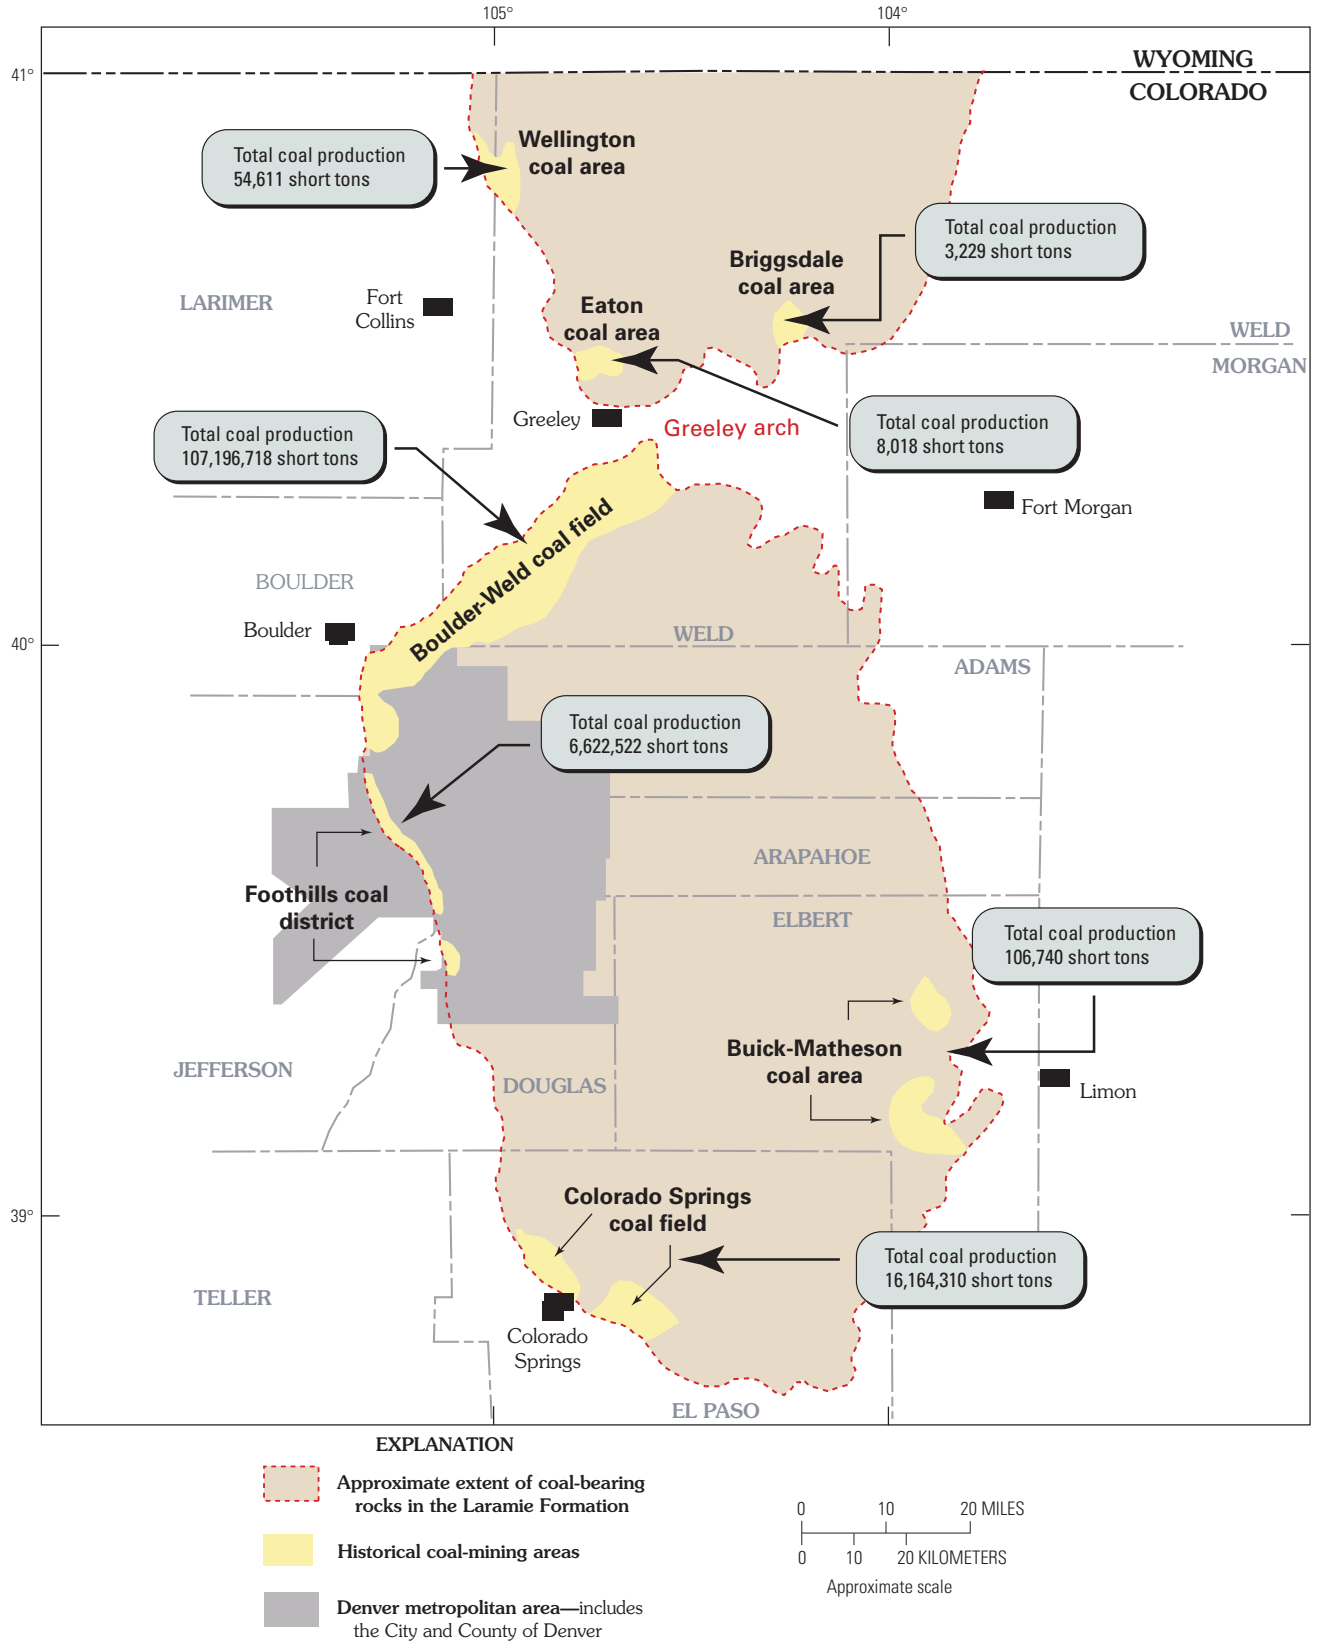 105°
104°
41°
WYOMING
COLORADO
Total coal production
54,611 short tons
Wellington
coal area
Total coal production
3,229 short tons
Briggsdale
coal area
LARIMER
Fort
Collins
Eaton
coal area
WELD
MORGAN
Greeley
Greeley arch
Total coal production
8,018 short tons
Total coal production
107,196,718 short tons
Fort Morgan
Boulder-Weld coal field
BOULDER
Boulder
WELD
40°
ADAMS
Total coal production
6,622,522 short tons
ARAPAHOE
Foothills coal
district
ELBERT
Total coal production
106,740 short tons
Buick-Matheson
coal area
JEFFERSON
DOUGLAS
Limon
39°
Colorado Springs
coal field
Total coal production
16,164,310 short tons
TELLER
Colorado
Springs
EL PASO
EXPLANATION
Approximate extent of coal-bearing
rocks in the Laramie Formation
Historical coal-mining areas
Denver metropolitan area—includes
the City and County of Denver
0 10 20 MILES
0 10 20 KILOMETERS
Approximate scale